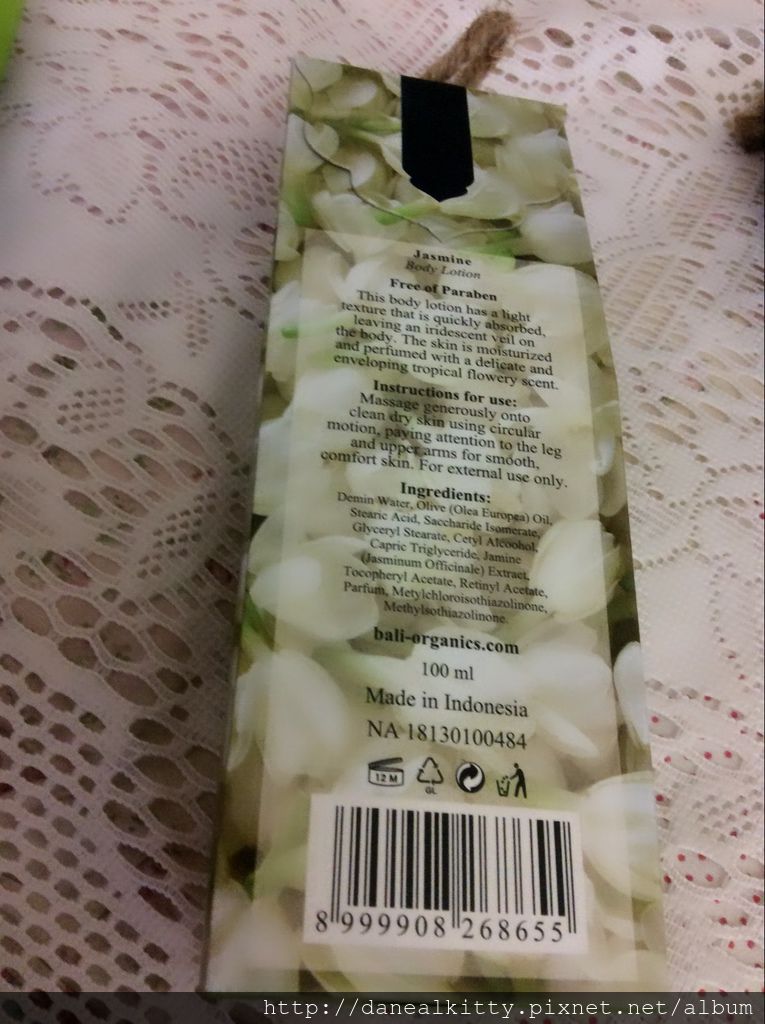 Jasmine
Body Lotion
Free of Paraben
This body lotion has a light
texture that is quickly absorbed,
leaving an iridescent veil on
the body. The skin is moisturized
and perfumed with a delicate and
enveloping tropical flowery scent.
Instructions for use:
Massage generously onto
clean dry skin using circular
motion, paying attention to the leg
and upper arms for smooth,
comfort skin. For external use only.
Ingredients:
Demin Water, Olive (Olea Europea) Oil,
Stearic Acid, Saccharide Isomerate,
Glyceryl Stearate, Cetyl Alcoohol,
Capric Triglyceride, Jamine
(Jasminum Officinale) Extract,
Tocopheryl Acetate, Retinyl Acetate,
Parfum, Metylchloroisothiazolinone,
Methylsothiazolinone.
bali-organics.com
100 ml
Made in Indonesia
NA 18130100484
12 M
GL
8 999908 268655
http://danealkitty.pixnet.net/album